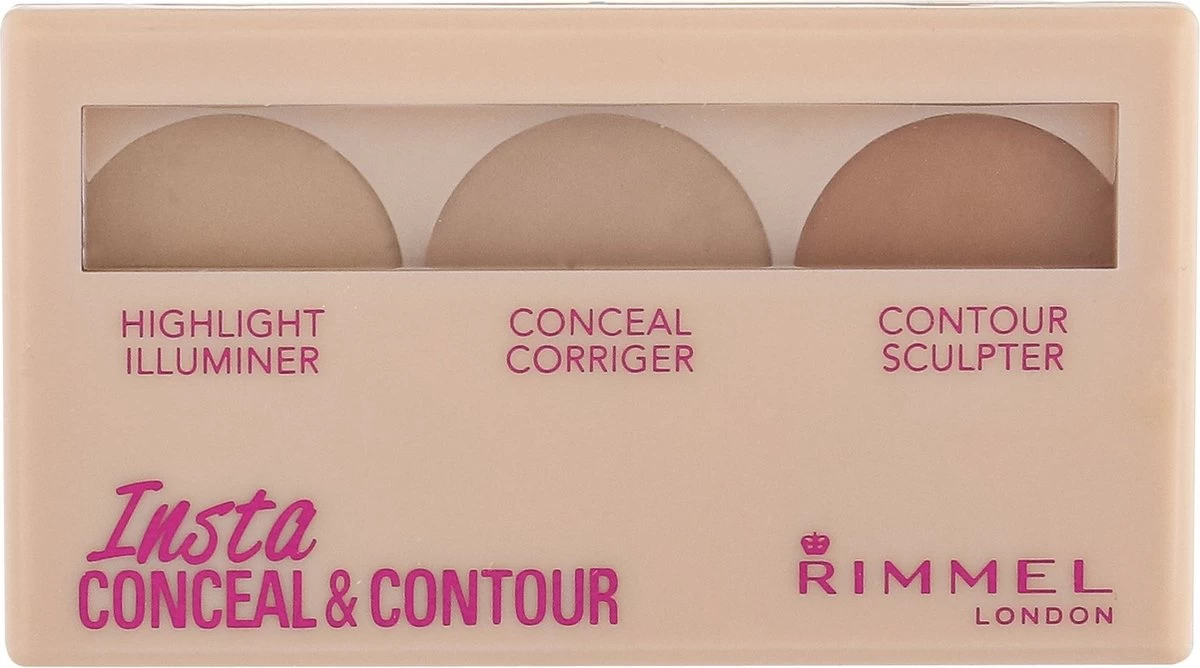 HIGHLIGHT
ILLUMINER
CONCEAL
CORRIGER
CONTOUR
SCULPTER
Insta
CONCEAL & CONTOUR
RIMMEL
LONDON